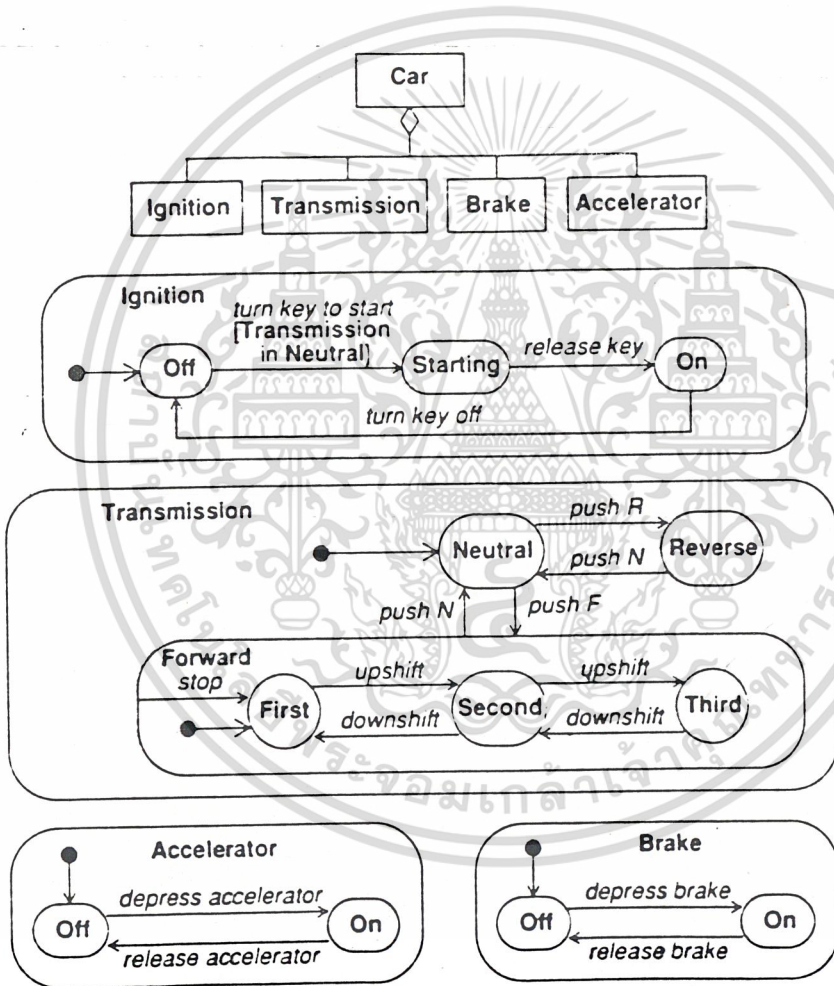 Car
Ignition
Transmission
Brake
Accelerator
Ignition
turn key to start
[Transmission
in Neutral]
Off
Starting
release key
On
turn key off
Transmission
push R
Neutral
Reverse
push N
push N
push F
Forward
stop
upshift
upshift
First
Second
Third
downshift
downshift
Accelerator
depress accelerator
Off
On
release accelerator
Brake
depress brake
Off
On
release brake